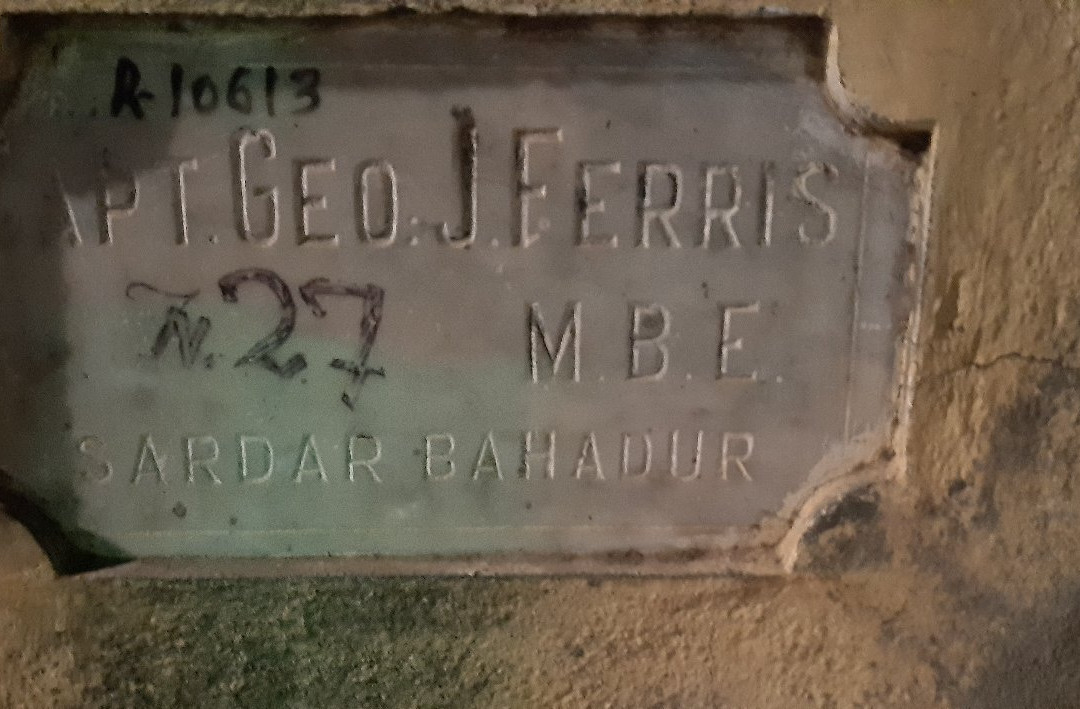 R-10613
APT. GEO. J. FERRIS
N. 27 M.B.E.
SARDAR BAHADUR